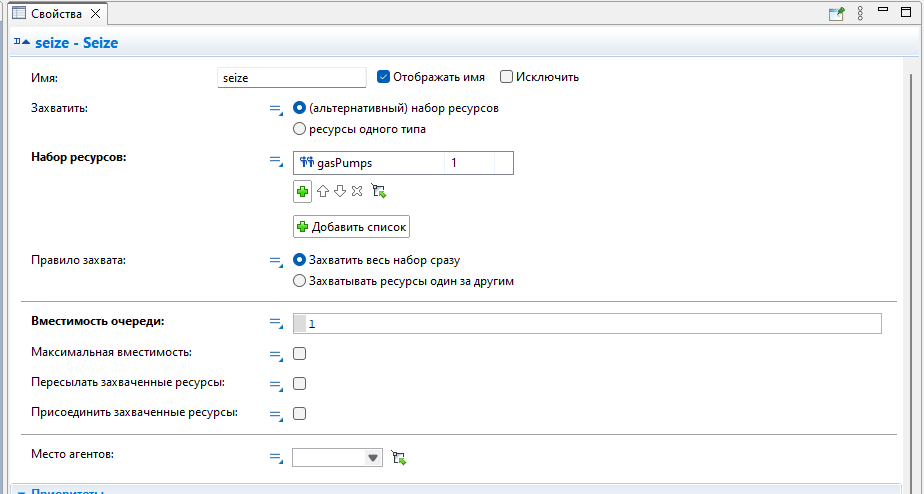 Свойства
seize - Seize
Имя: seize Отображать имя Исключить
Захватить: (альтернативный) набор ресурсов
ресурсы одного типа
Набор ресурсов: gasPumps 1
Добавить список
Правило захвата: Захватить весь набор сразу
Захватывать ресурсы один за другим
Вместимость очереди: 1
Максимальная вместимость:
Пересылать захваченные ресурсы:
Присоединить захваченные ресурсы:
Место агентов:
Приоритеты